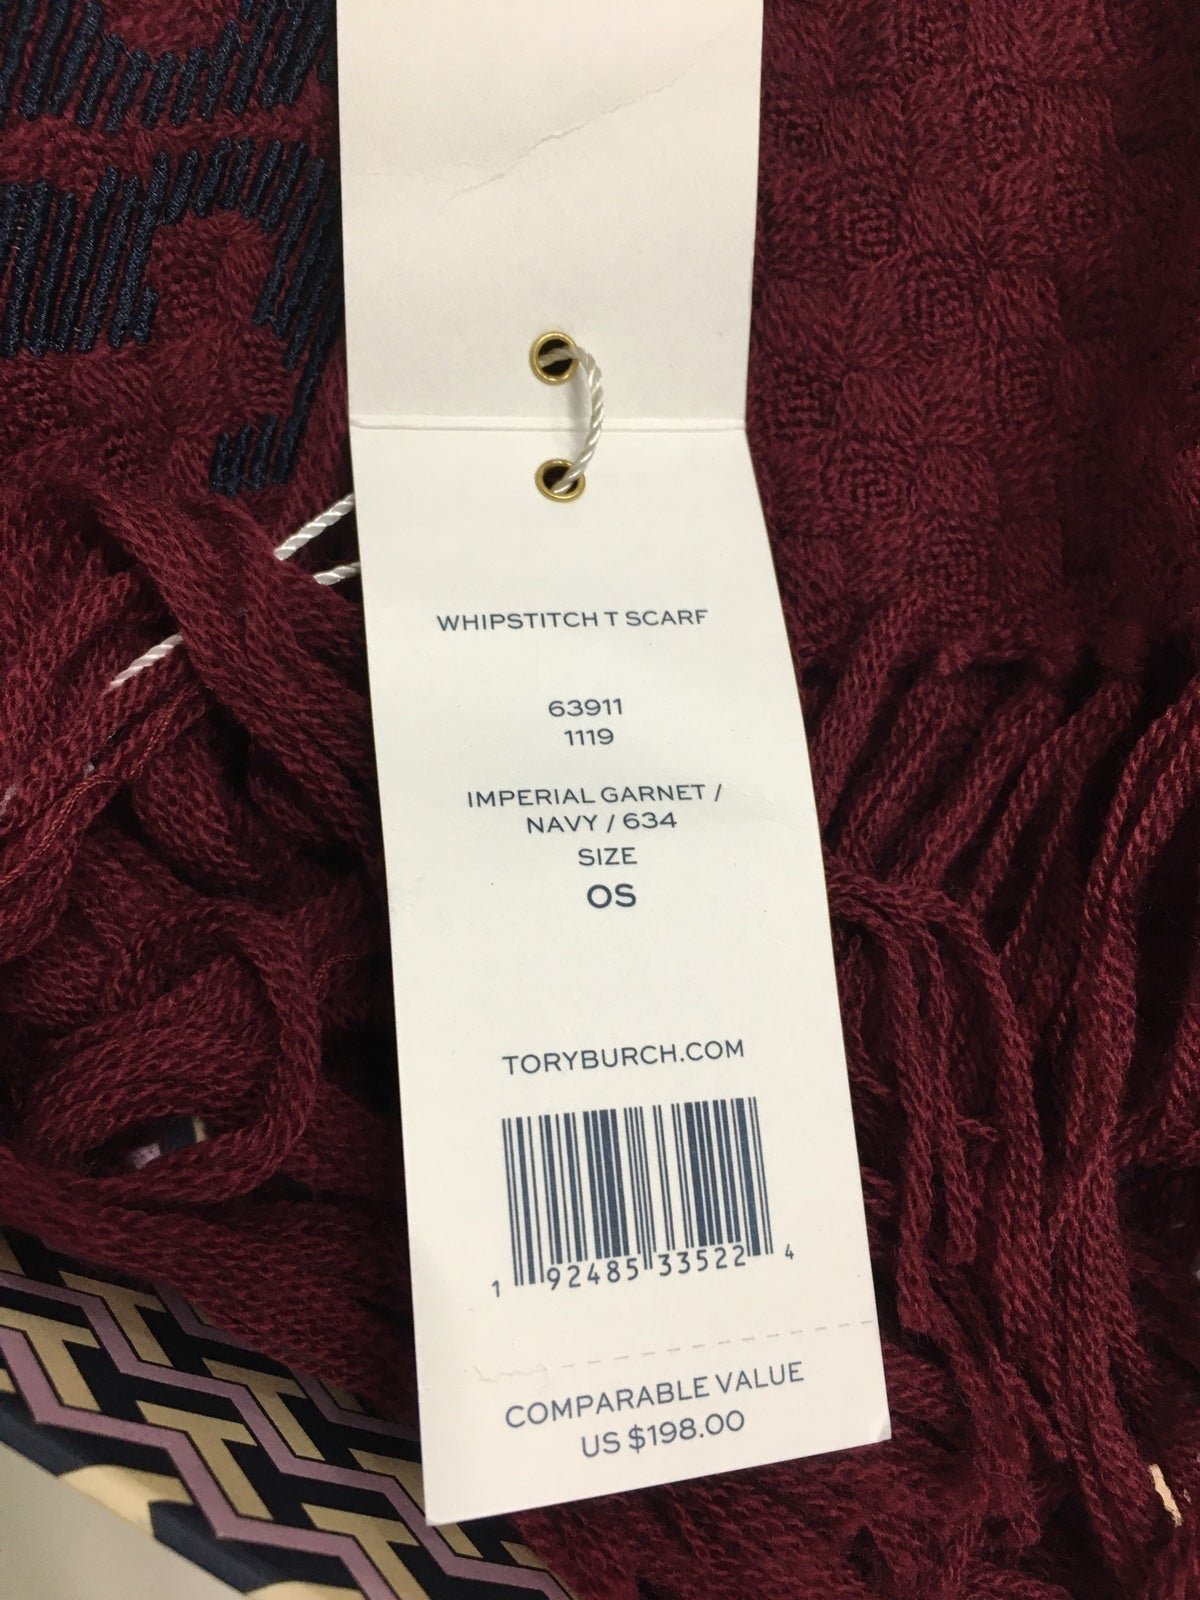 WHIPSTITCH T SCARF
63911
1119
IMPERIAL GARNET /
NAVY / 634
SIZE
OS
TORYBURCH.COM
1 92485 33522 4
COMPARABLE VALUE
US $198.00